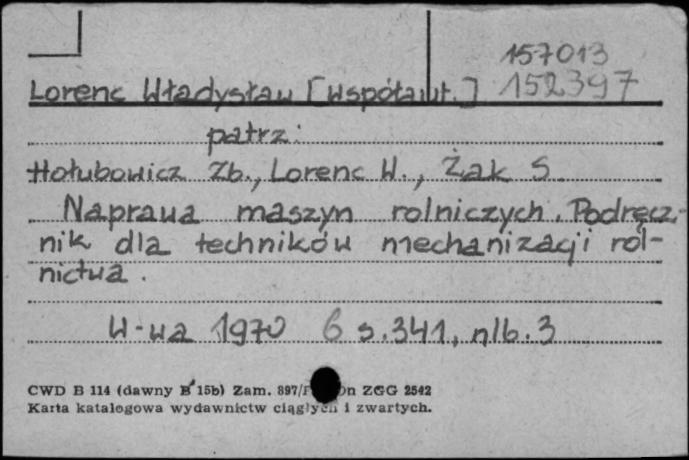 157013
Lorenc Władysław [współaut.] 152397
patrz:
Hołubowicz Zb., Lorenc W., Żak S
Naprawa maszyn rolniczych. Podręcz-
nik dla techników mechanizacji rol-
nictwa.
W-wa 1970 6 s. 341, nlb. 3
CWD B 114 (dawny B 15b) Zam. 897/ ZGG 2542
Karta katalogowa wydawnictw ciągłych i zwartych.